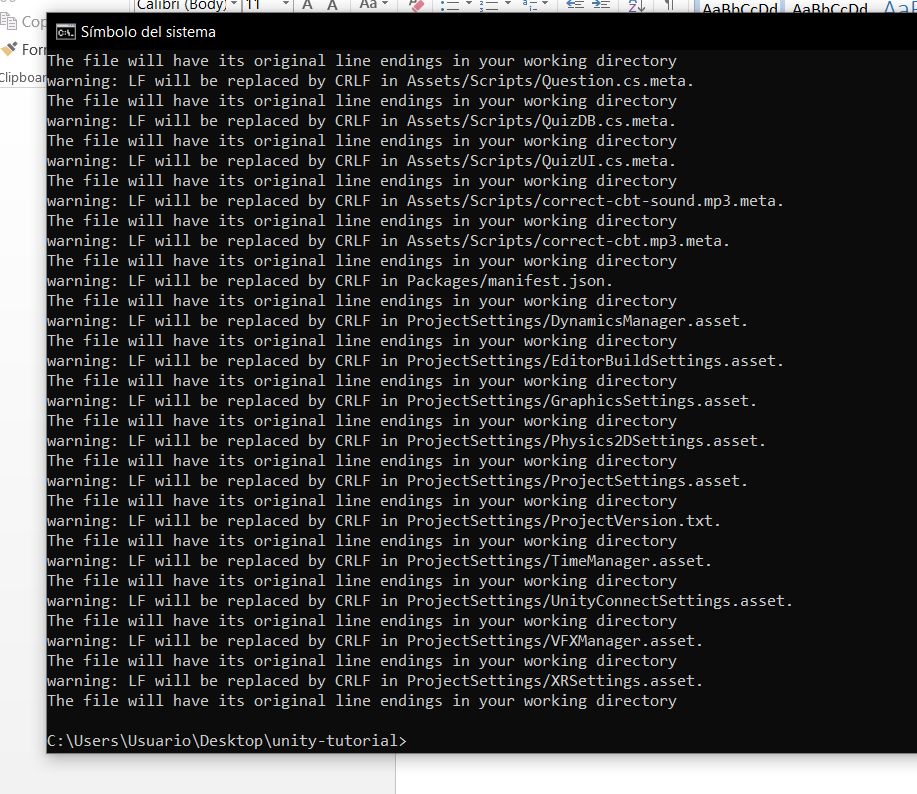 Calibri (Body) 11 A A Aa
AaBbCcDd AaBbCcDd
Cop
Form
Clipboar
Símbolo del sistema
The file will have its original line endings in your working directory
warning: LF will be replaced by CRLF in Assets/Scripts/Question.cs.meta.
The file will have its original line endings in your working directory
warning: LF will be replaced by CRLF in Assets/Scripts/QuizDB.cs.meta.
The file will have its original line endings in your working directory
warning: LF will be replaced by CRLF in Assets/Scripts/QuizUI.cs.meta.
The file will have its original line endings in your working directory
warning: LF will be replaced by CRLF in Assets/Scripts/correct-cbt-sound.mp3.meta.
The file will have its original line endings in your working directory
warning: LF will be replaced by CRLF in Assets/Scripts/correct-cbt.mp3.meta.
The file will have its original line endings in your working directory
warning: LF will be replaced by CRLF in Packages/manifest.json.
The file will have its original line endings in your working directory
warning: LF will be replaced by CRLF in ProjectSettings/DynamicsManager.asset.
The file will have its original line endings in your working directory
warning: LF will be replaced by CRLF in ProjectSettings/EditorBuildSettings.asset.
The file will have its original line endings in your working directory
warning: LF will be replaced by CRLF in ProjectSettings/GraphicsSettings.asset.
The file will have its original line endings in your working directory
warning: LF will be replaced by CRLF in ProjectSettings/Physics2DSettings.asset.
The file will have its original line endings in your working directory
warning: LF will be replaced by CRLF in ProjectSettings/ProjectSettings.asset.
The file will have its original line endings in your working directory
warning: LF will be replaced by CRLF in ProjectSettings/ProjectVersion.txt.
The file will have its original line endings in your working directory
warning: LF will be replaced by CRLF in ProjectSettings/TimeManager.asset.
The file will have its original line endings in your working directory
warning: LF will be replaced by CRLF in ProjectSettings/UnityConnectSettings.asset.
The file will have its original line endings in your working directory
warning: LF will be replaced by CRLF in ProjectSettings/VFXManager.asset.
The file will have its original line endings in your working directory
warning: LF will be replaced by CRLF in ProjectSettings/XRSettings.asset.
The file will have its original line endings in your working directory
C:\Users\Usuario\Desktop\unity-tutorial>